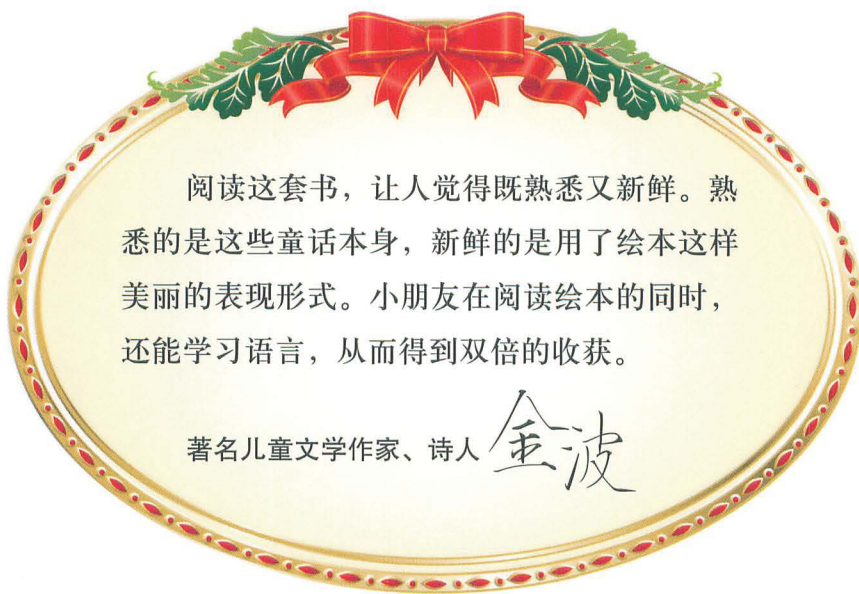 阅读这套书，让人觉得既熟悉又新鲜。熟
悉的是这些童话本身，新鲜的是用了绘本这样
美丽的表现形式。小朋友在阅读绘本的同时，
还能学习语言，从而得到双倍的收获。
著名儿童文学作家、诗人 金波